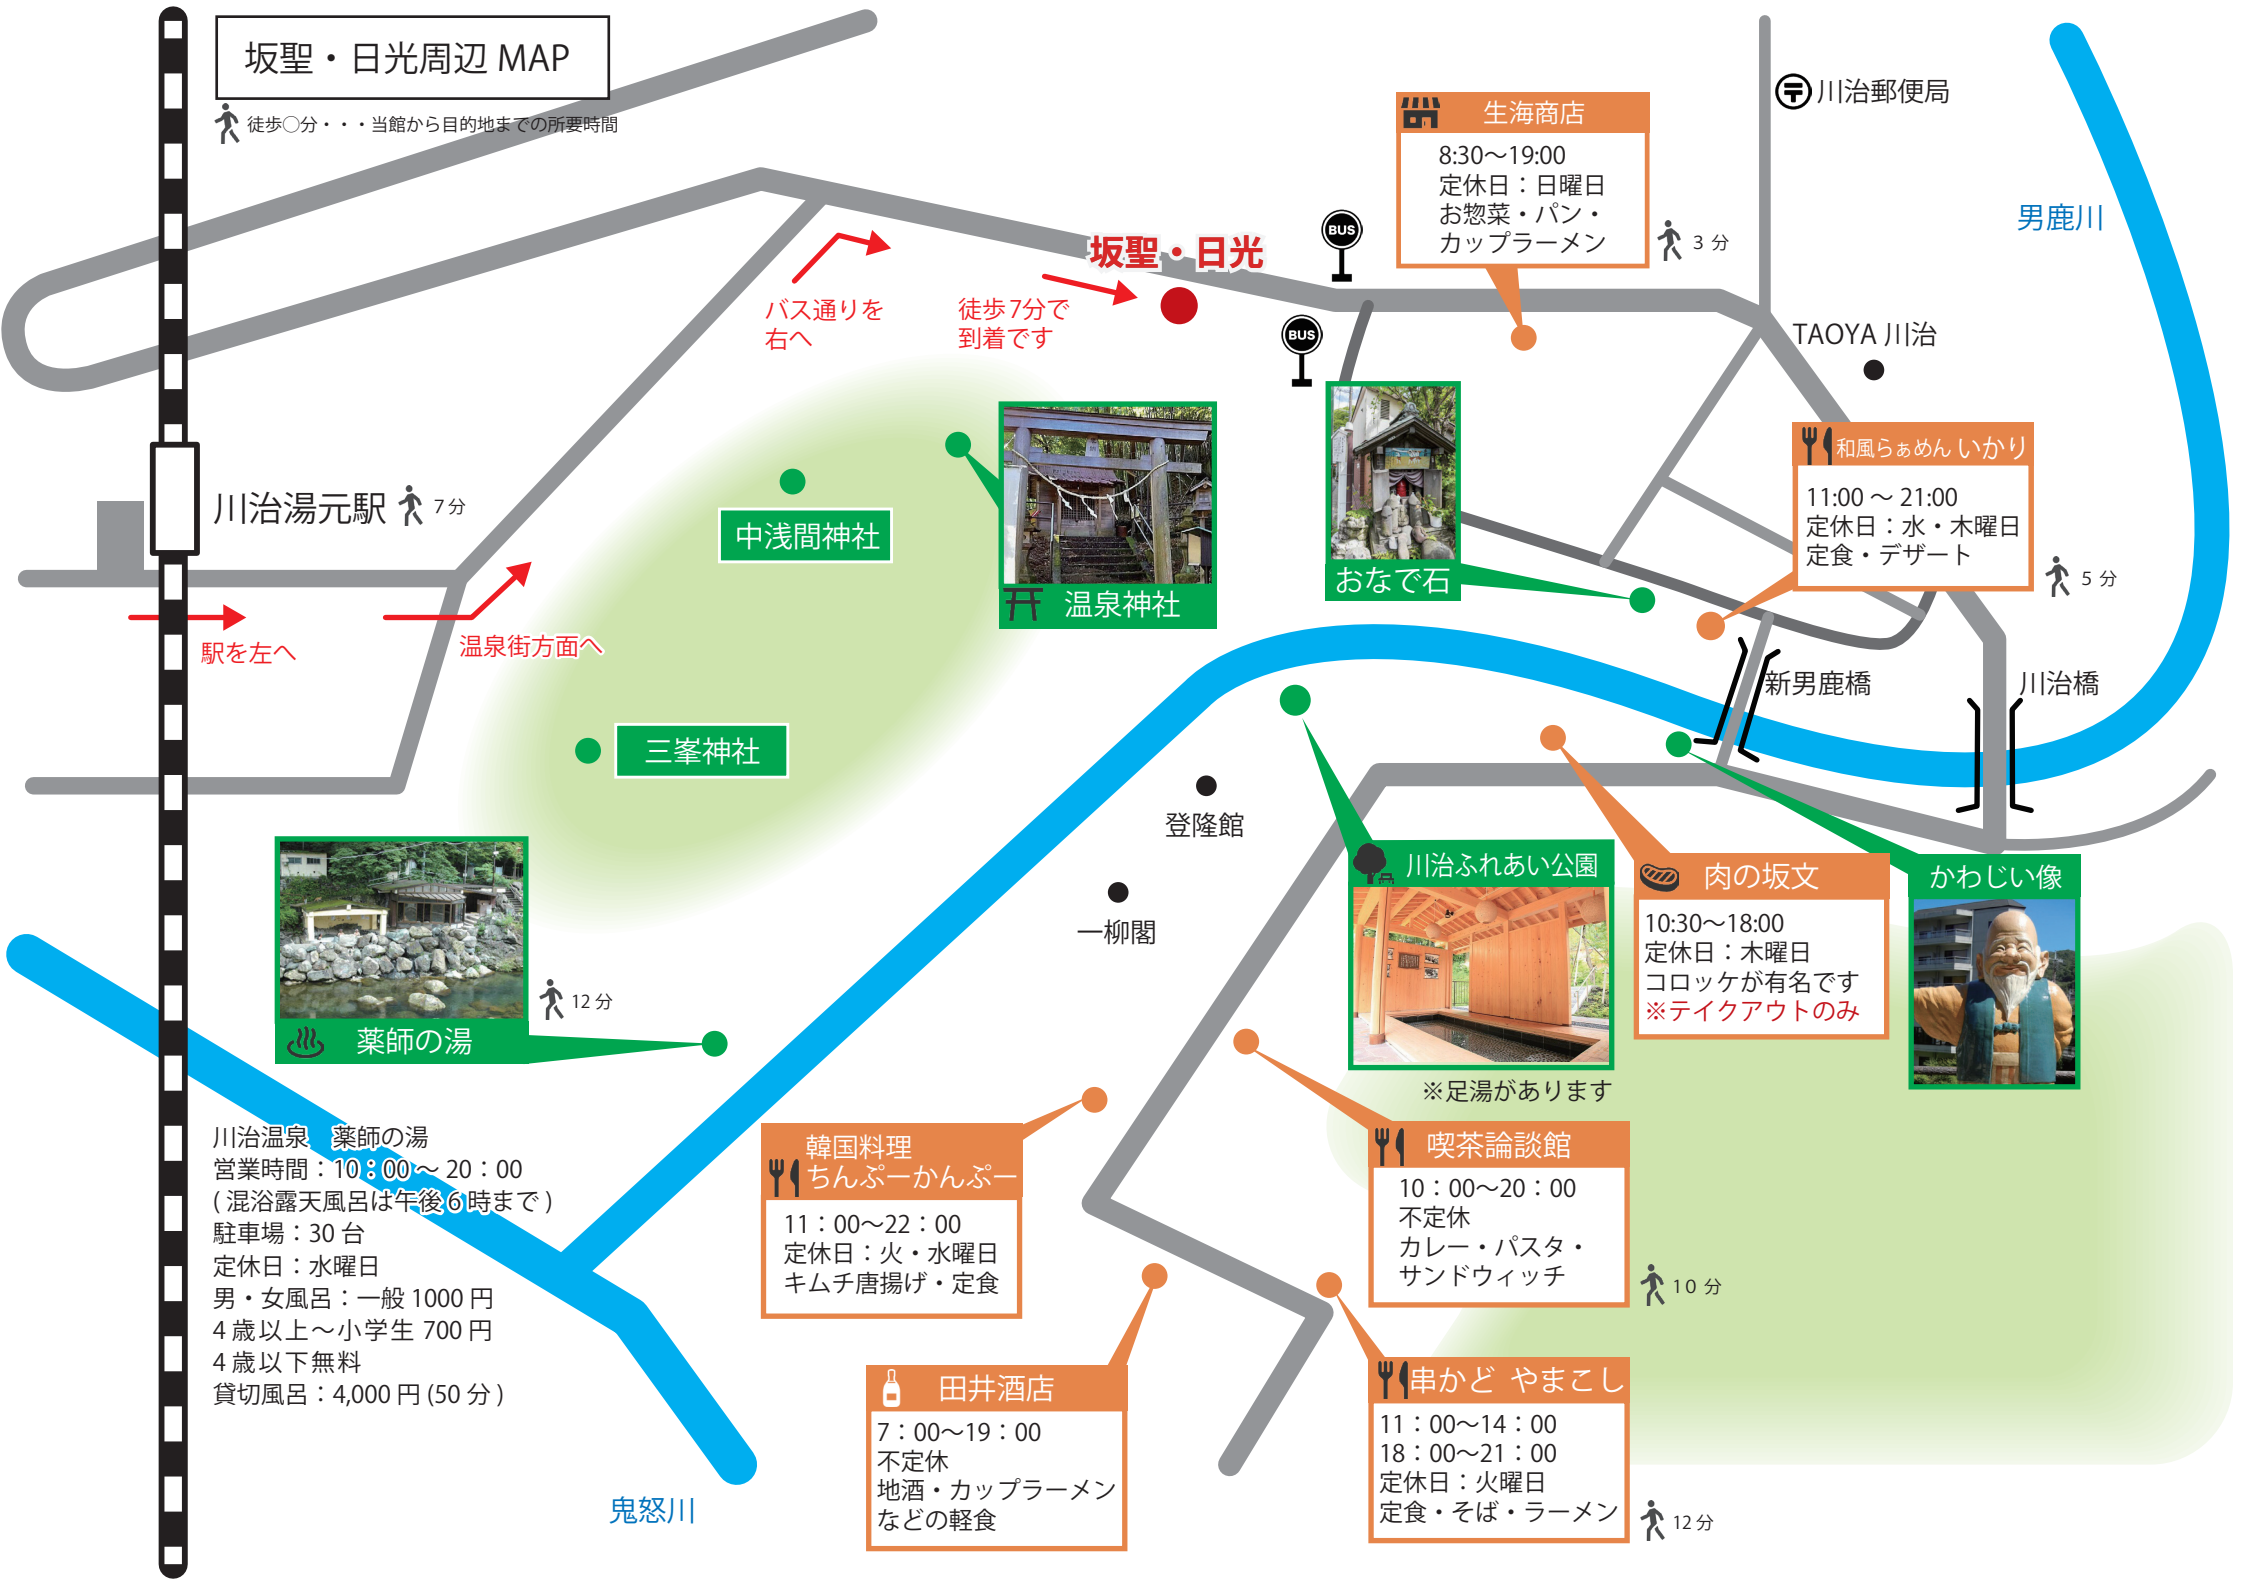 坂聖・日光周辺 MAP
徒歩○分・・・当館から目的地までの所要時間
川治郵便局
生海商店
8:30～19:00
定休日：日曜日
お惣菜・パン・
カップラーメン
3 分
男鹿川
BUS
坂聖・日光
バス通りを
右へ
徒歩7分で
到着です
BUS
TAOYA 川治
和風らぁめん いかり
11:00 ～ 21:00
定休日：水・木曜日
定食・デザート
5 分
川治湯元駅
7 分
中浅間神社
温泉神社
おなで石
駅を左へ
温泉街方面へ
新男鹿橋
川治橋
三峯神社
登隆館
一柳閣
川治ふれあい公園
※足湯があります
肉の坂文
10:30～18:00
定休日：木曜日
コロッケが有名です
※テイクアウトのみ
かわじい像
薬師の湯
12 分
川治温泉　薬師の湯
営業時間：10：00 ～ 20：00
( 混浴露天風呂は午後 6 時まで )
駐車場：30 台
定休日：水曜日
男・女風呂：一般 1000 円
4 歳以上～小学生 700 円
4 歳以下無料
貸切風呂：4,000 円 (50 分 )
韓国料理
ちんぷーかんぷー
11：00～22：00
定休日：火・水曜日
キムチ唐揚げ・定食
喫茶論談館
10：00～20：00
不定休
カレー・パスタ・
サンドウィッチ
10 分
田井酒店
7：00～19：00
不定休
地酒・カップラーメン
などの軽食
串かど やまこし
11：00～14：00
18：00～21：00
定休日：火曜日
定食・そば・ラーメン
12 分
鬼怒川